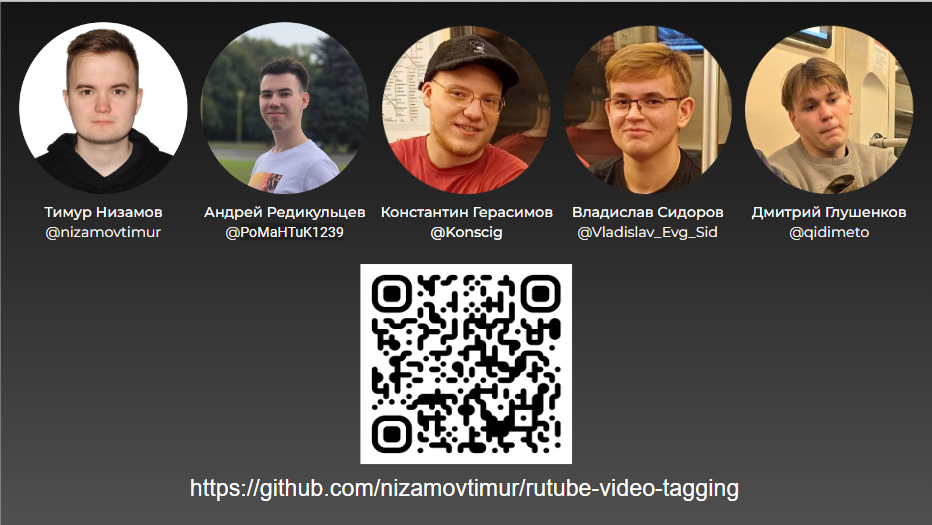 Тимур Низамов
@nizamovtimur
Андрей Редикульцев
@PoMaHTuK1239
Константин Герасимов
@Konscig
Владислав Сидоров
@Vladislav_Evg_Sid
Дмитрий Глушенков
@qidimeto
https://github.com/nizamovtimur/rutube-video-tagging